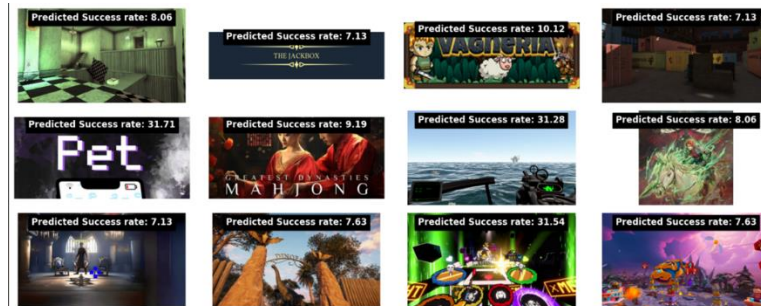 Predicted Success rate: 8.06
Predicted Success rate: 7.13
THE JACKBOX
Predicted Success rate: 10.12
VAGNERIA
Predicted Success rate: 7.13
Predicted Success rate: 31.71
Pet
Predicted Success rate: 9.19
GREATEST DYNASTIES
MAHJONG
Predicted Success rate: 31.28
Predicted Success rate: 8.06
Predicted Success rate: 7.13
Predicted Success rate: 7.63
Predicted Success rate: 31.54
Predicted Success rate: 7.63